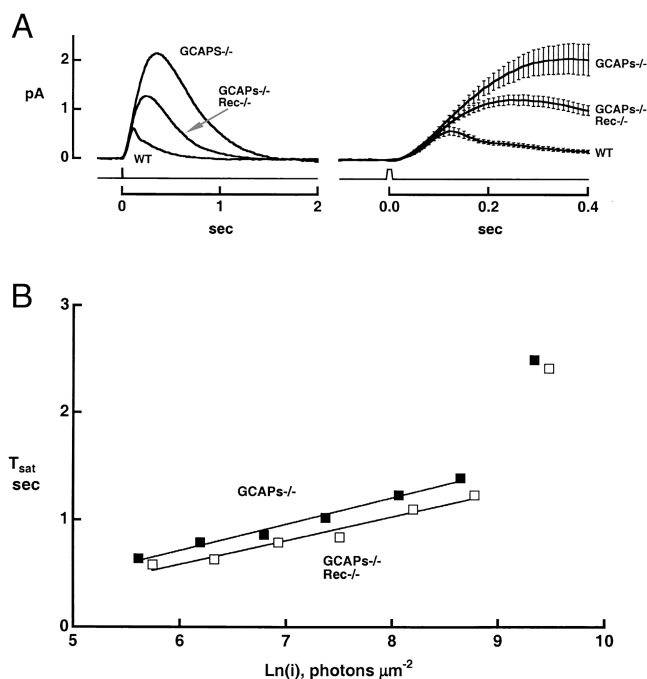 A
2
1
0
pA
GCAPS-/-
GCAPs-/-
Rec-/-
WT
0 1 2
sec
GCAPs-/-
GCAPs-/-
Rec-/-
WT
0.0 0.2 0.4
sec
B
3
2
1
0
Tsat
sec
GCAPs-/-
GCAPs-/-
Rec-/-
5 6 7 8 9 10
Ln(i), photons μm-2